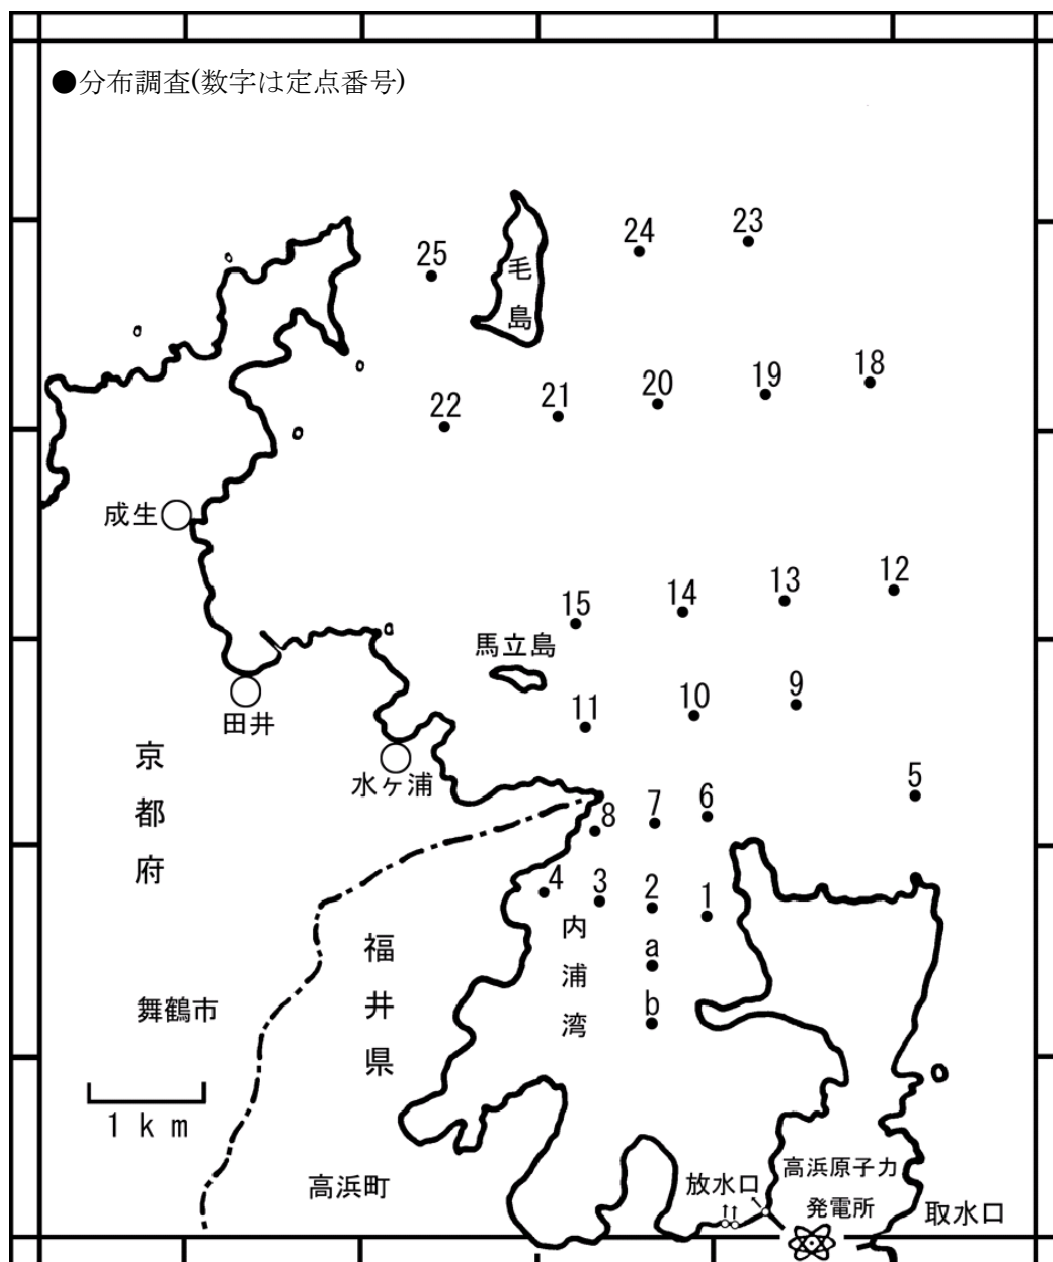 ●分布調査(数字は定点番号)
23
24
25
毛島
18
19
20
21
22
成生
12
13
14
15
馬立島
9
10
11
田井
水ヶ浦
5
6
7
8
京都府
4
3
2
1
内浦湾
a
b
福井県
舞鶴市
1 km
高浜町
放水口
高浜原子力
発電所
取水口